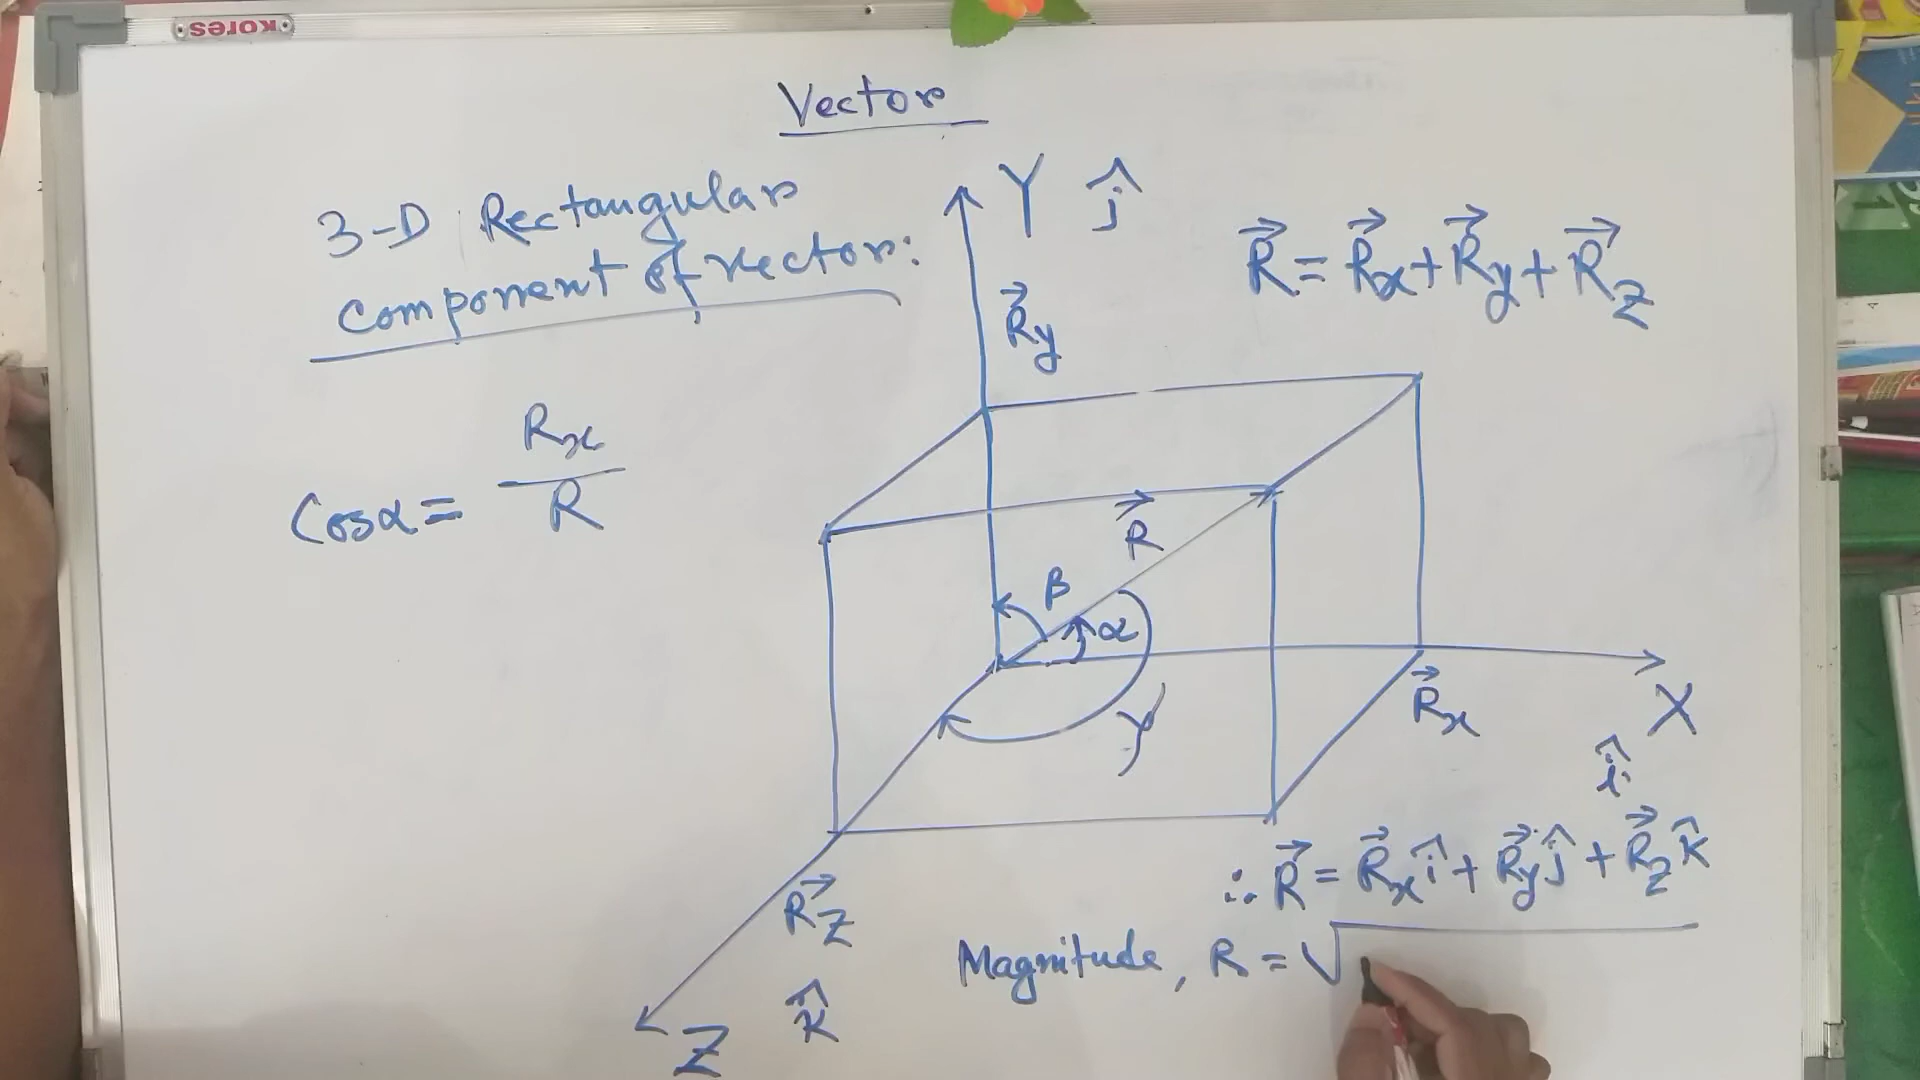 KORES
Vector
3-D Rectangular
component of vector:
Y ĵ
R⃗ = R⃗x + R⃗y + R⃗z
R⃗y
Cosα = Rx/R
R⃗
β
α
γ
R⃗x
X
î
∴ R⃗ = R⃗x î + R⃗y ĵ + R⃗z k̂
R⃗z
Magnitude, R = √
k̂
Z